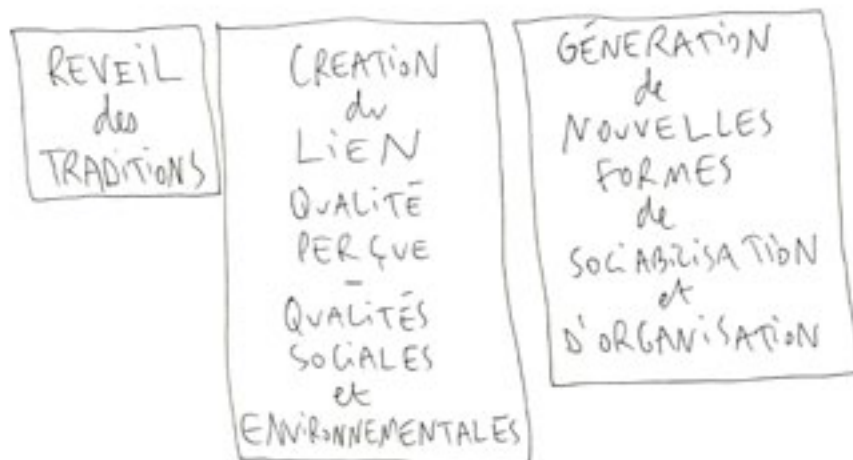 REVEIL
des
TRADITIONS
CREATION
du
LIEN
QUALITÉ
PERÇUE
-
QUALITÉS
SOCIALES
et
ENVIRONNEMENTALES
GÉNERATION
de
NOUVELLES
FORMES
de
SOCIABILISATION
et
D'ORGANISATION